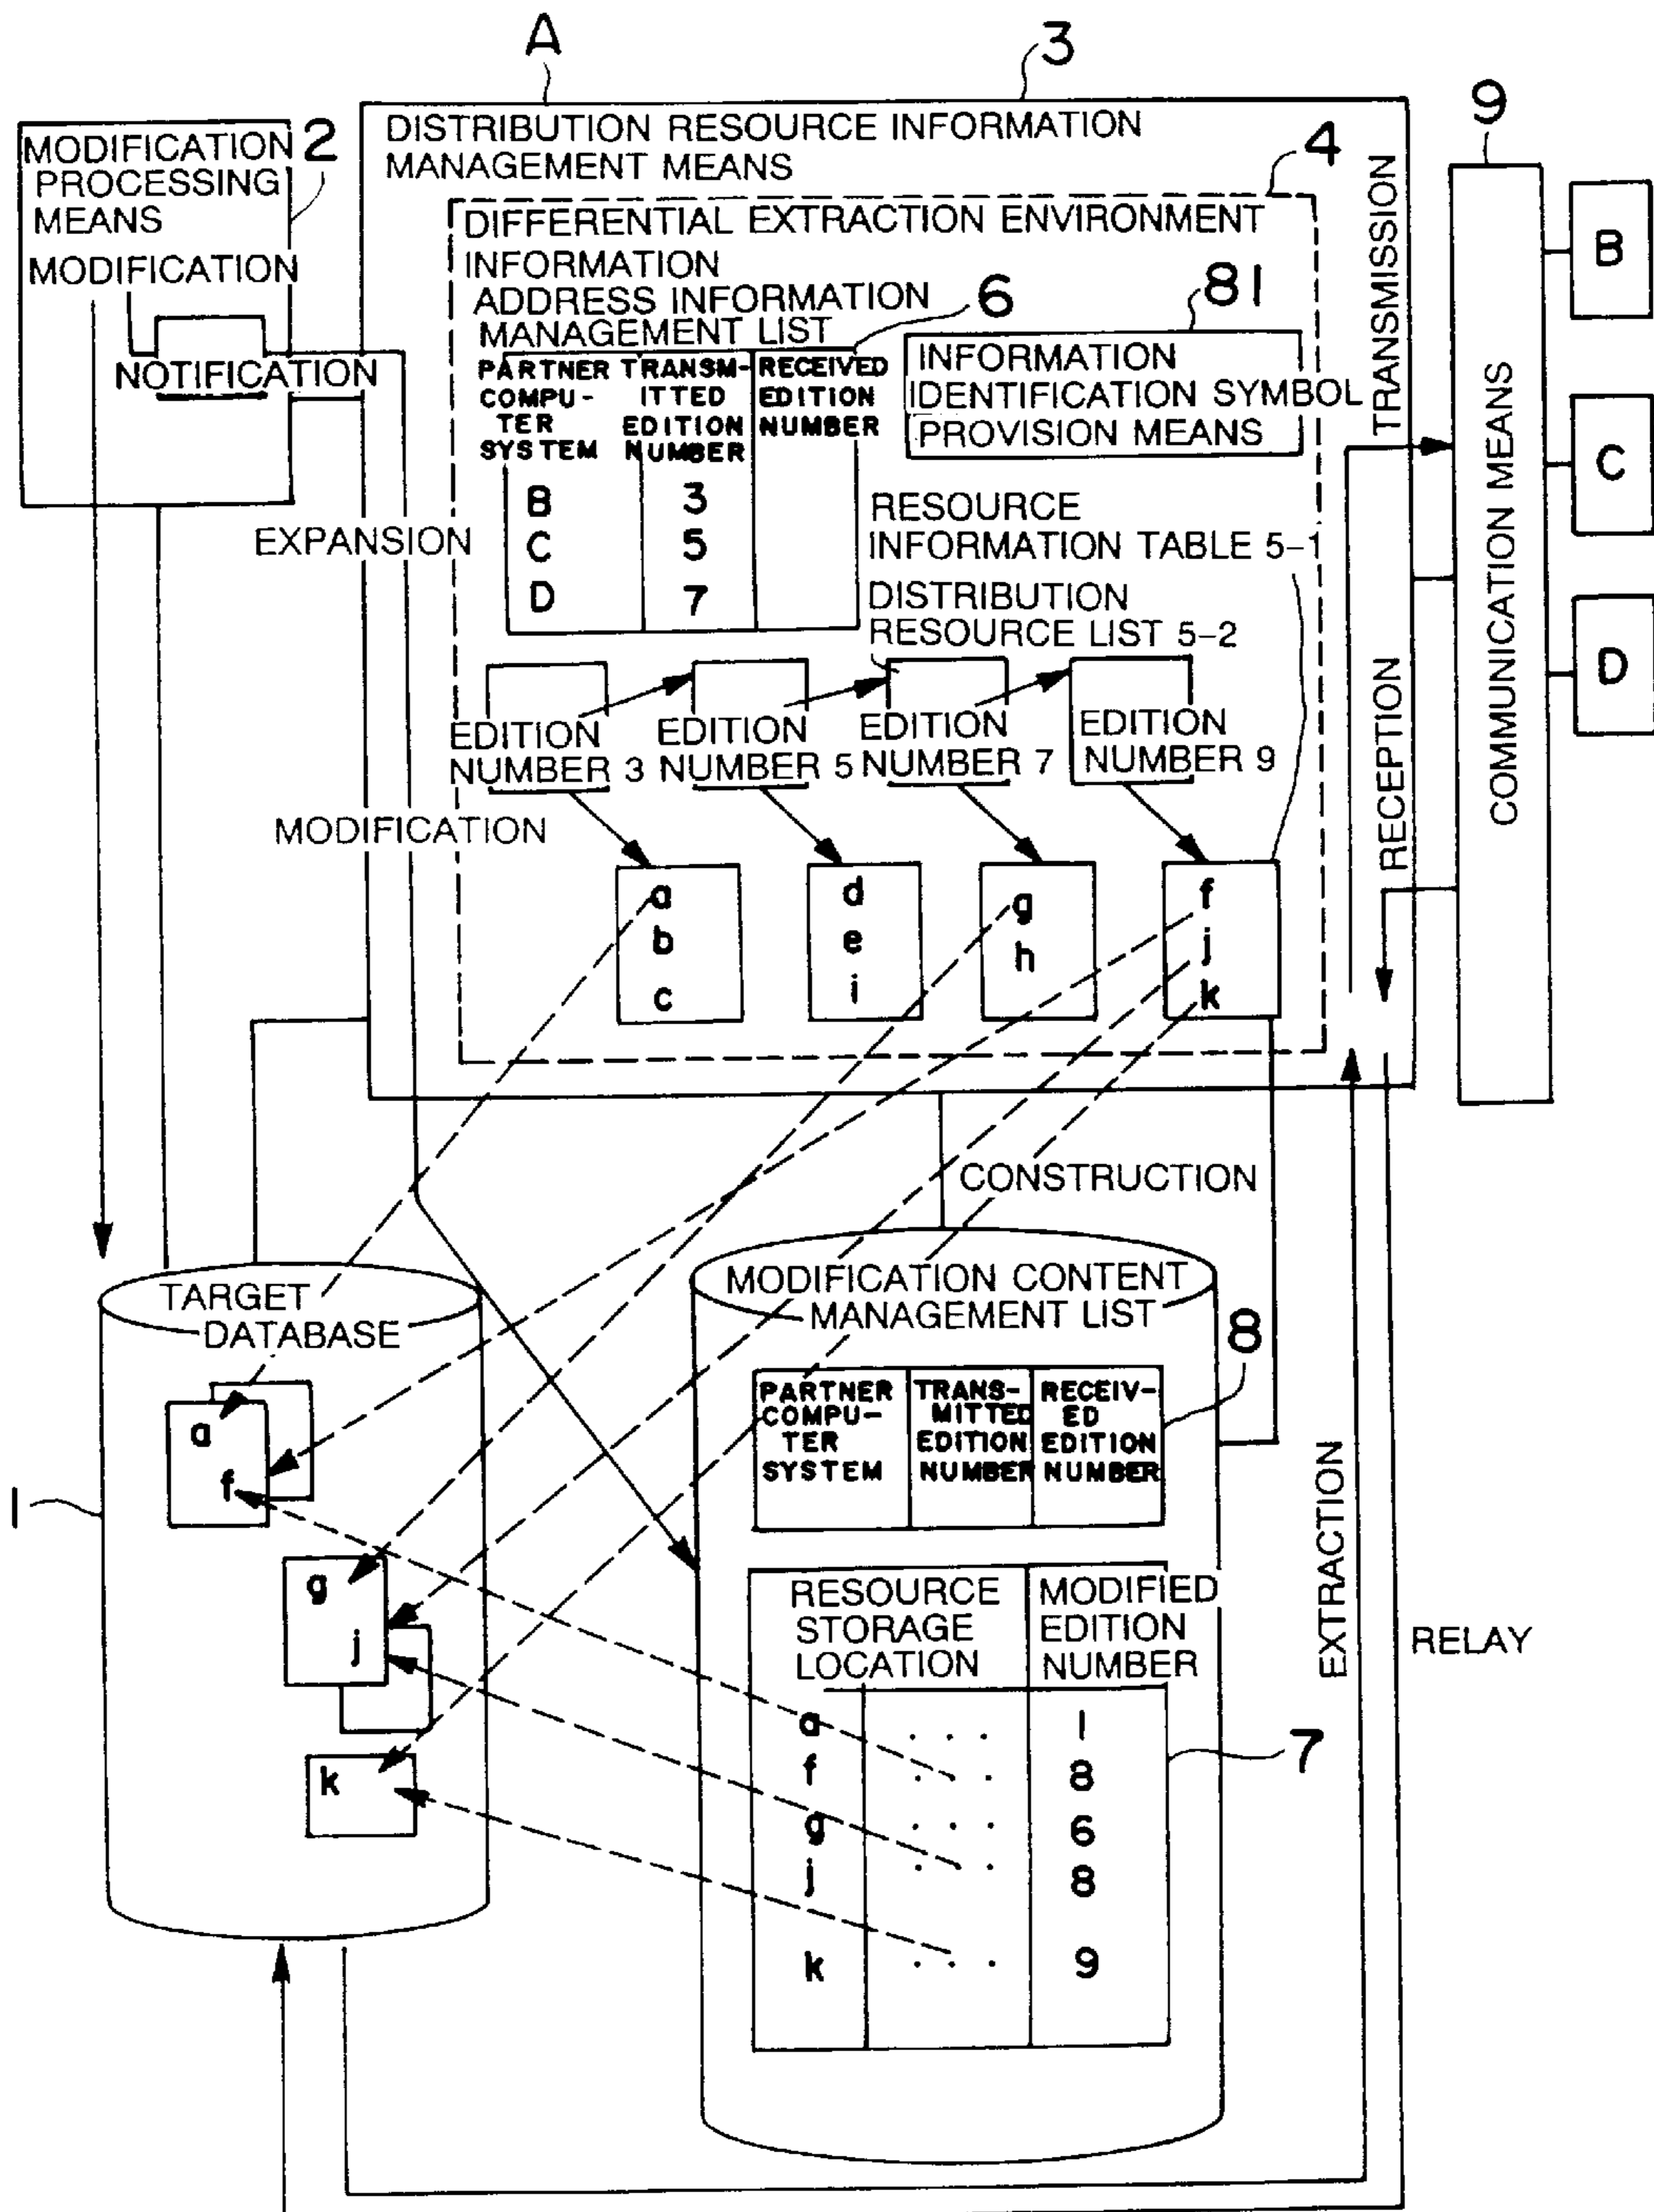 A
3
MODIFICATION 2
PROCESSING
MEANS
MODIFICATION
NOTIFICATION
DISTRIBUTION RESOURCE INFORMATION
MANAGEMENT MEANS
4
DIFFERENTIAL EXTRACTION ENVIRONMENT
INFORMATION
ADDRESS INFORMATION
MANAGEMENT LIST
6
PARTNER
COMPU-
TER
SYSTEM
TRANSM-
ITTED
EDITION
NUMBER
RECEIVED
EDITION
NUMBER
B 3
C 5
D 7
81
INFORMATION
IDENTIFICATION SYMBOL
PROVISION MEANS
RESOURCE
INFORMATION TABLE 5-1
DISTRIBUTION
RESOURCE LIST 5-2
EXPANSION
MODIFICATION
EDITION
NUMBER 3
EDITION
NUMBER 5
EDITION
NUMBER 7
EDITION
NUMBER 9
a
b
c
d
e
i
g
h
f
j
k
TRANSMISSION
RECEPTION
9
COMMUNICATION MEANS
B
C
D
CONSTRUCTION
TARGET
DATABASE
1
a
f
g
j
k
MODIFICATION CONTENT
MANAGEMENT LIST
8
PARTNER
COMPU-
TER
SYSTEM
TRANS-
MITTED
EDITION
NUMBER
RECEIV-
ED
EDITION
NUMBER
RESOURCE
STORAGE
LOCATION
MODIFIED
EDITION
NUMBER
a . . . 1
f . . . 8
g . . . 6
j . . . 8
k . . . 9
7
EXTRACTION
RELAY